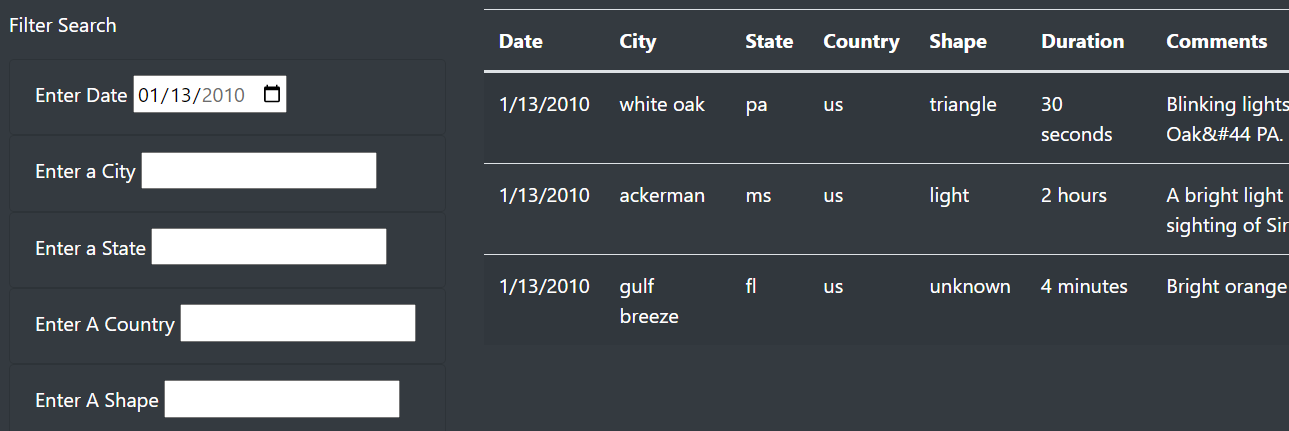 Filter Search
Enter Date 01/13/2010
Enter a City
Enter a State
Enter A Country
Enter A Shape
Date City State Country Shape Duration Comments
1/13/2010 white oak pa us triangle 30 Blinking lights
seconds Oak&#44 PA.
1/13/2010 ackerman ms us light 2 hours A bright light
sighting of Sir
1/13/2010 gulf fl us unknown 4 minutes Bright orange
breeze